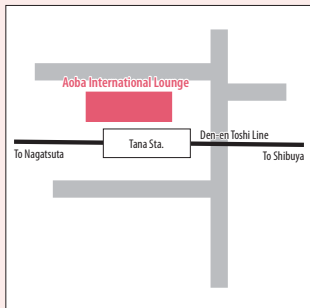 Aoba International Lounge
Tana Sta.
Den-en Toshi Line
To Nagatsuta
To Shibuya